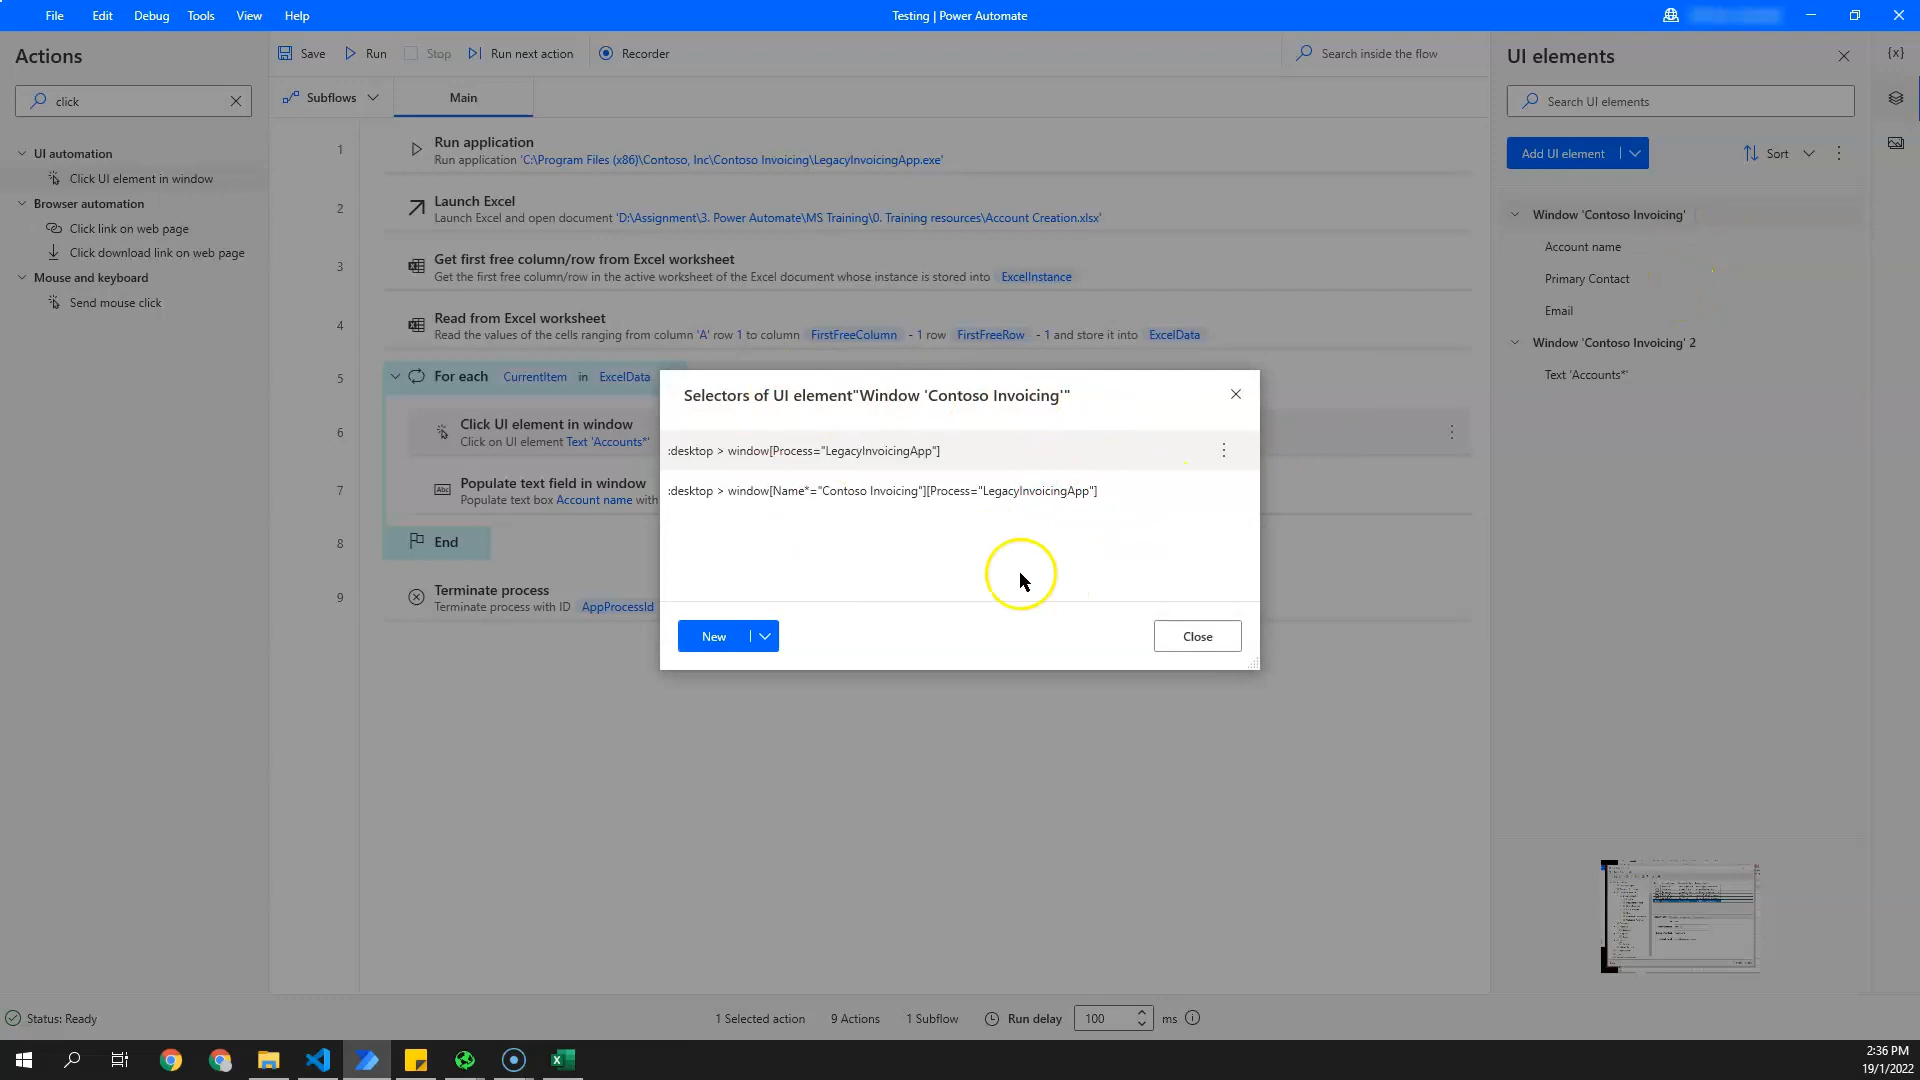 File Edit Debug Tools View Help
Testing | Power Automate
Actions
click
UI automation
Click UI element in window
Browser automation
Click link on web page
Click download link on web page
Mouse and keyboard
Send mouse click
Save Run Stop Run next action Recorder
Search inside the flow
Subflows Main
1 Run application
Run application 'C:\Program Files (x86)\Contoso, Inc\Contoso Invoicing\LegacyInvoicingApp.exe'
2 Launch Excel
Launch Excel and open document 'D:\Assignment\3. Power Automate\MS Training\0. Training resources\Account Creation.xlsx'
3 Get first free column/row from Excel worksheet
Get the first free column/row in the active worksheet of the Excel document whose instance is stored into ExcelInstance
4 Read from Excel worksheet
Read the values of the cells ranging from column 'A' row 1 to column FirstFreeColumn - 1 row FirstFreeRow - 1 and store it into ExcelData
5 For each CurrentItem in ExcelData
6 Click UI element in window
Click on UI element Text 'Accounts*'
7 Populate text field in window
Abc
Populate text box Account name with
8 End
9 Terminate process
Terminate process with ID AppProcessId
Selectors of UI element"Window 'Contoso Invoicing'"
:desktop > window[Process="LegacyInvoicingApp"]
:desktop > window[Name*="Contoso Invoicing"][Process="LegacyInvoicingApp"]
New Close
UI elements
{x}
Search UI elements
Add UI element Sort
Window 'Contoso Invoicing'
Account name
Primary Contact
Email
Window 'Contoso Invoicing' 2
Text 'Accounts*'
Status: Ready
1 Selected action 9 Actions 1 Subflow Run delay 100 ms
2:36 PM
19/1/2022